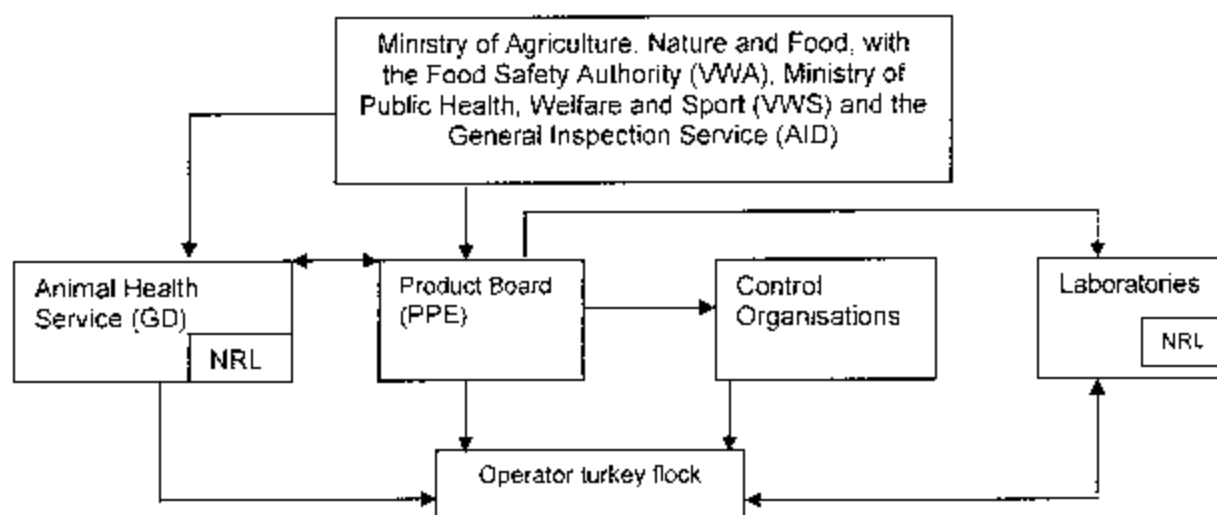 Ministry of Agriculture, Nature and Food, with
the Food Safety Authority (VWA), Ministry of
Public Health, Welfare and Sport (VWS) and the
General Inspection Service (AID)
Animal Health
Service (GD)
NRL
Product Board
(PPE)
Control
Organisations
Laboratories
NRL
Operator turkey flock